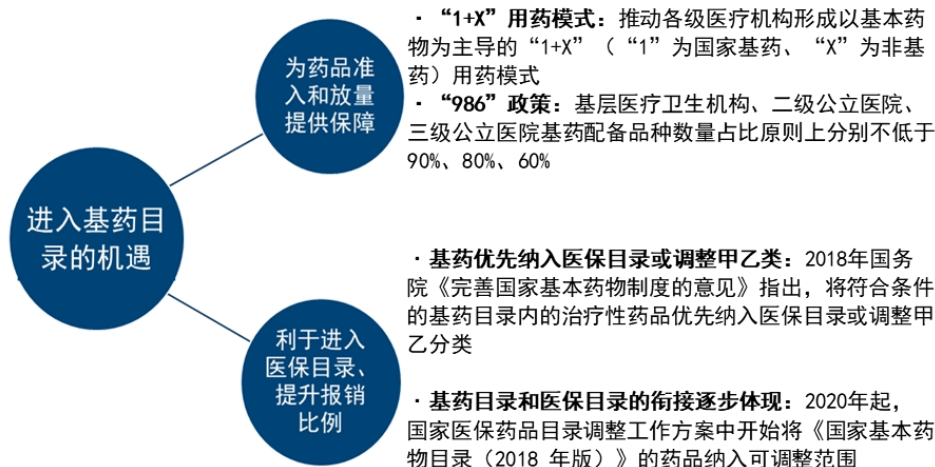 进入基药目
录的机遇
为药品准
入和放量
提供保障
· “1+X”用药模式：推动各级医疗机构形成以基本药
物为主导的“1+X”（“1”为国家基药、“X”为非基
药）用药模式
· “986”政策：基层医疗卫生机构、二级公立医院、
三级公立医院基药配备品种数量占比原则上分别不低于
90%、80%、60%
利于进入
医保目录、
提升报销
比例
· 基药优先纳入医保目录或调整甲乙类：2018年国务
院《完善国家基本药物制度的意见》指出，将符合条件
的基药目录内的治疗性药品优先纳入医保目录或调整甲
乙分类
· 基药目录和医保目录的衔接逐步体现：2020年起，
国家医保药品目录调整工作方案中开始将《国家基本药
物目录（2018 年版）》的药品纳入可调整范围